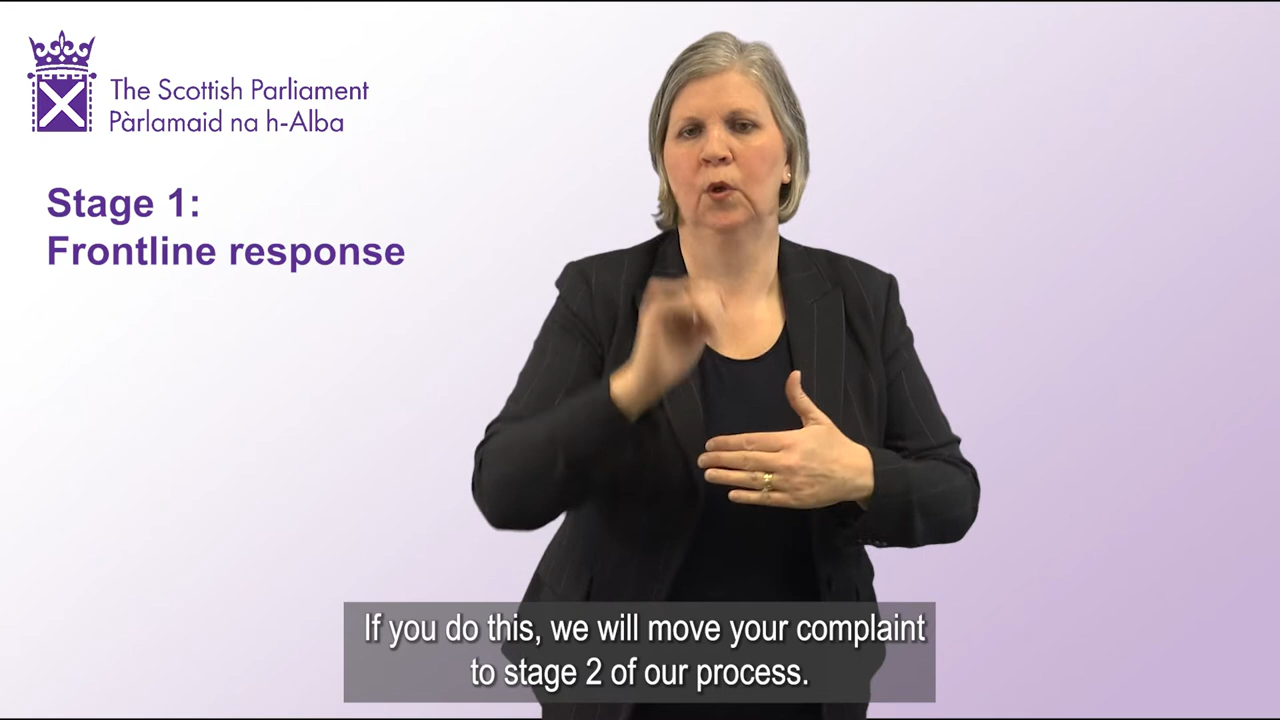 The Scottish Parliament
Pàrlamaid na h-Alba
Stage 1:
Frontline response
If you do this, we will move your complaint
to stage 2 of our process.